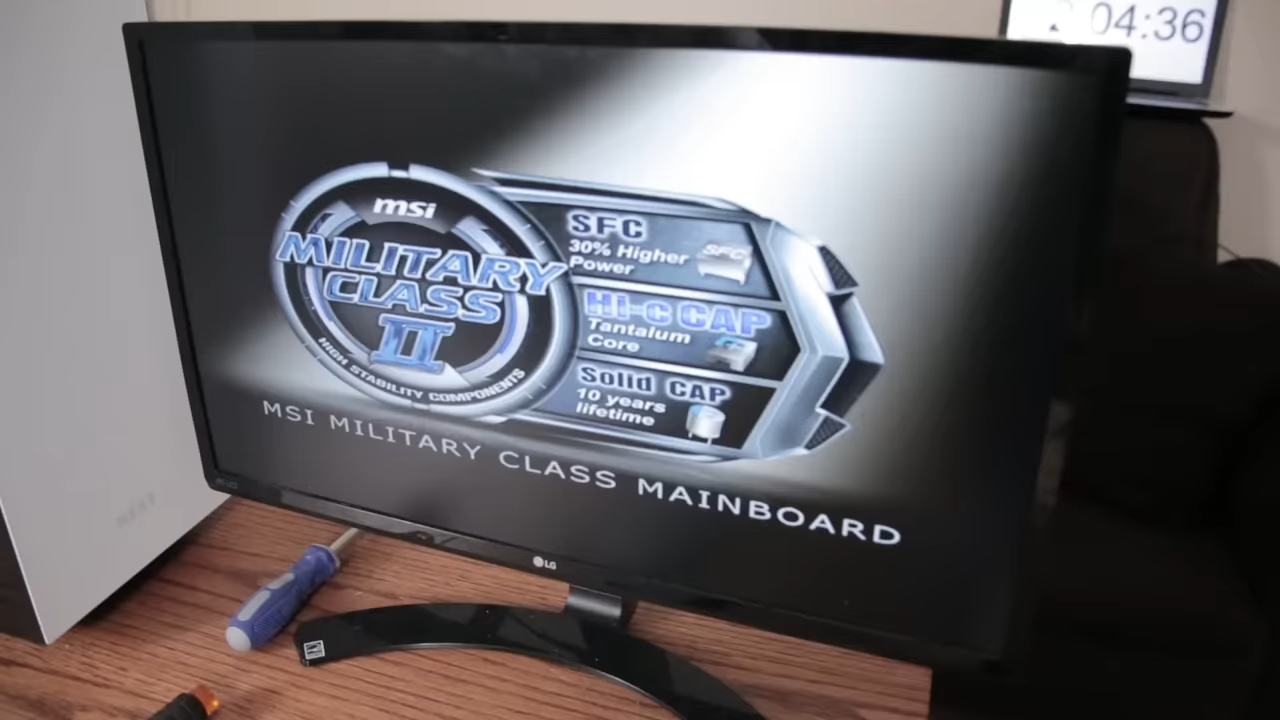 04:36
msi
MILITARY
CLASS
II
HIGH STABILITY COMPONENTS
SFC
30% Higher
Power
SFC
Hi-c CAP
Tantalum
Core
Solid CAP
10 years
lifetime
MSI MILITARY CLASS MAINBOARD
LG
NZXT